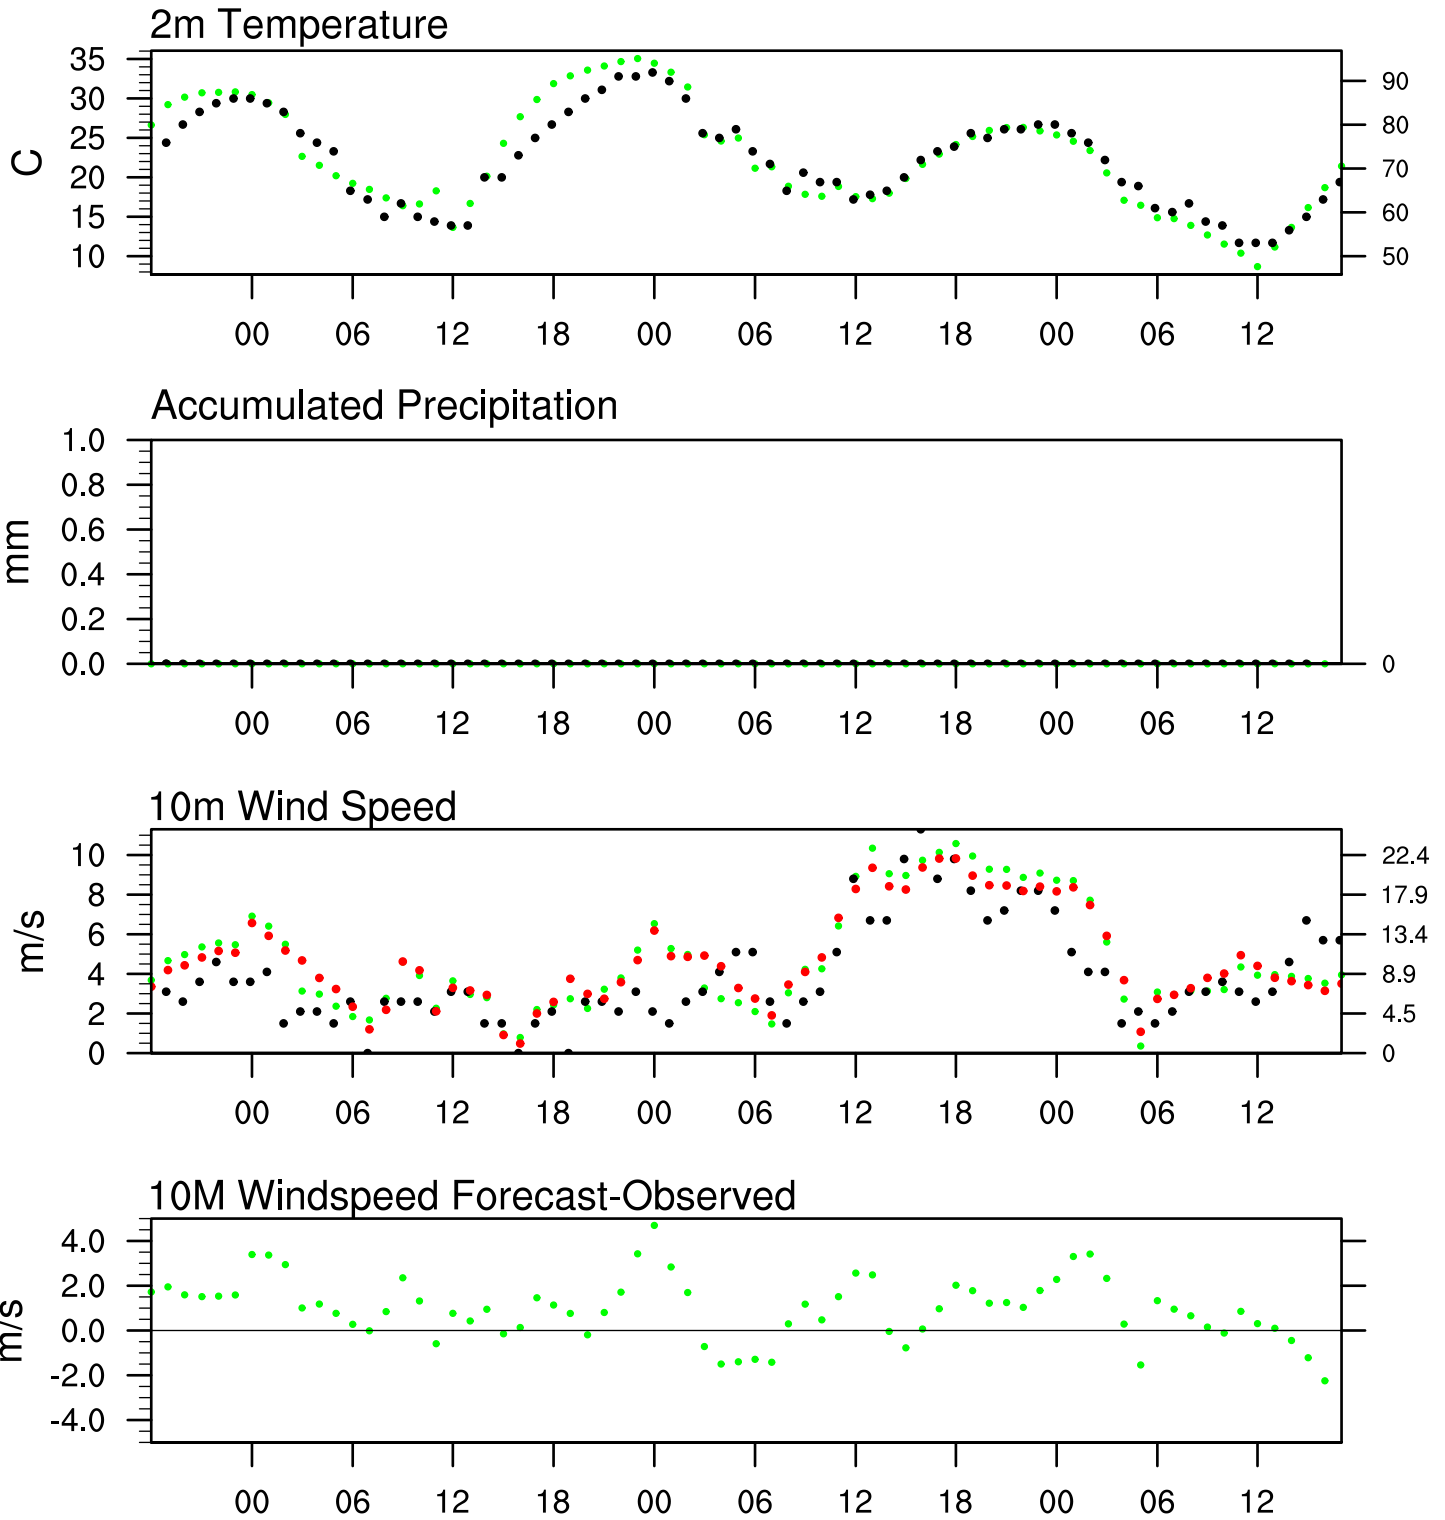 2m Temperature
35
30
25
20
15
10
C
90
80
70
60
50
00 06 12 18 00 06 12 18 00 06 12
Accumulated Precipitation
1.0
0.8
0.6
0.4
0.2
0.0
mm
0
00 06 12 18 00 06 12 18 00 06 12
10m Wind Speed
10
8
6
4
2
0
m/s
22.4
17.9
13.4
8.9
4.5
0
00 06 12 18 00 06 12 18 00 06 12
10M Windspeed Forecast-Observed
4.0
2.0
0.0
-2.0
-4.0
m/s
00 06 12 18 00 06 12 18 00 06 12